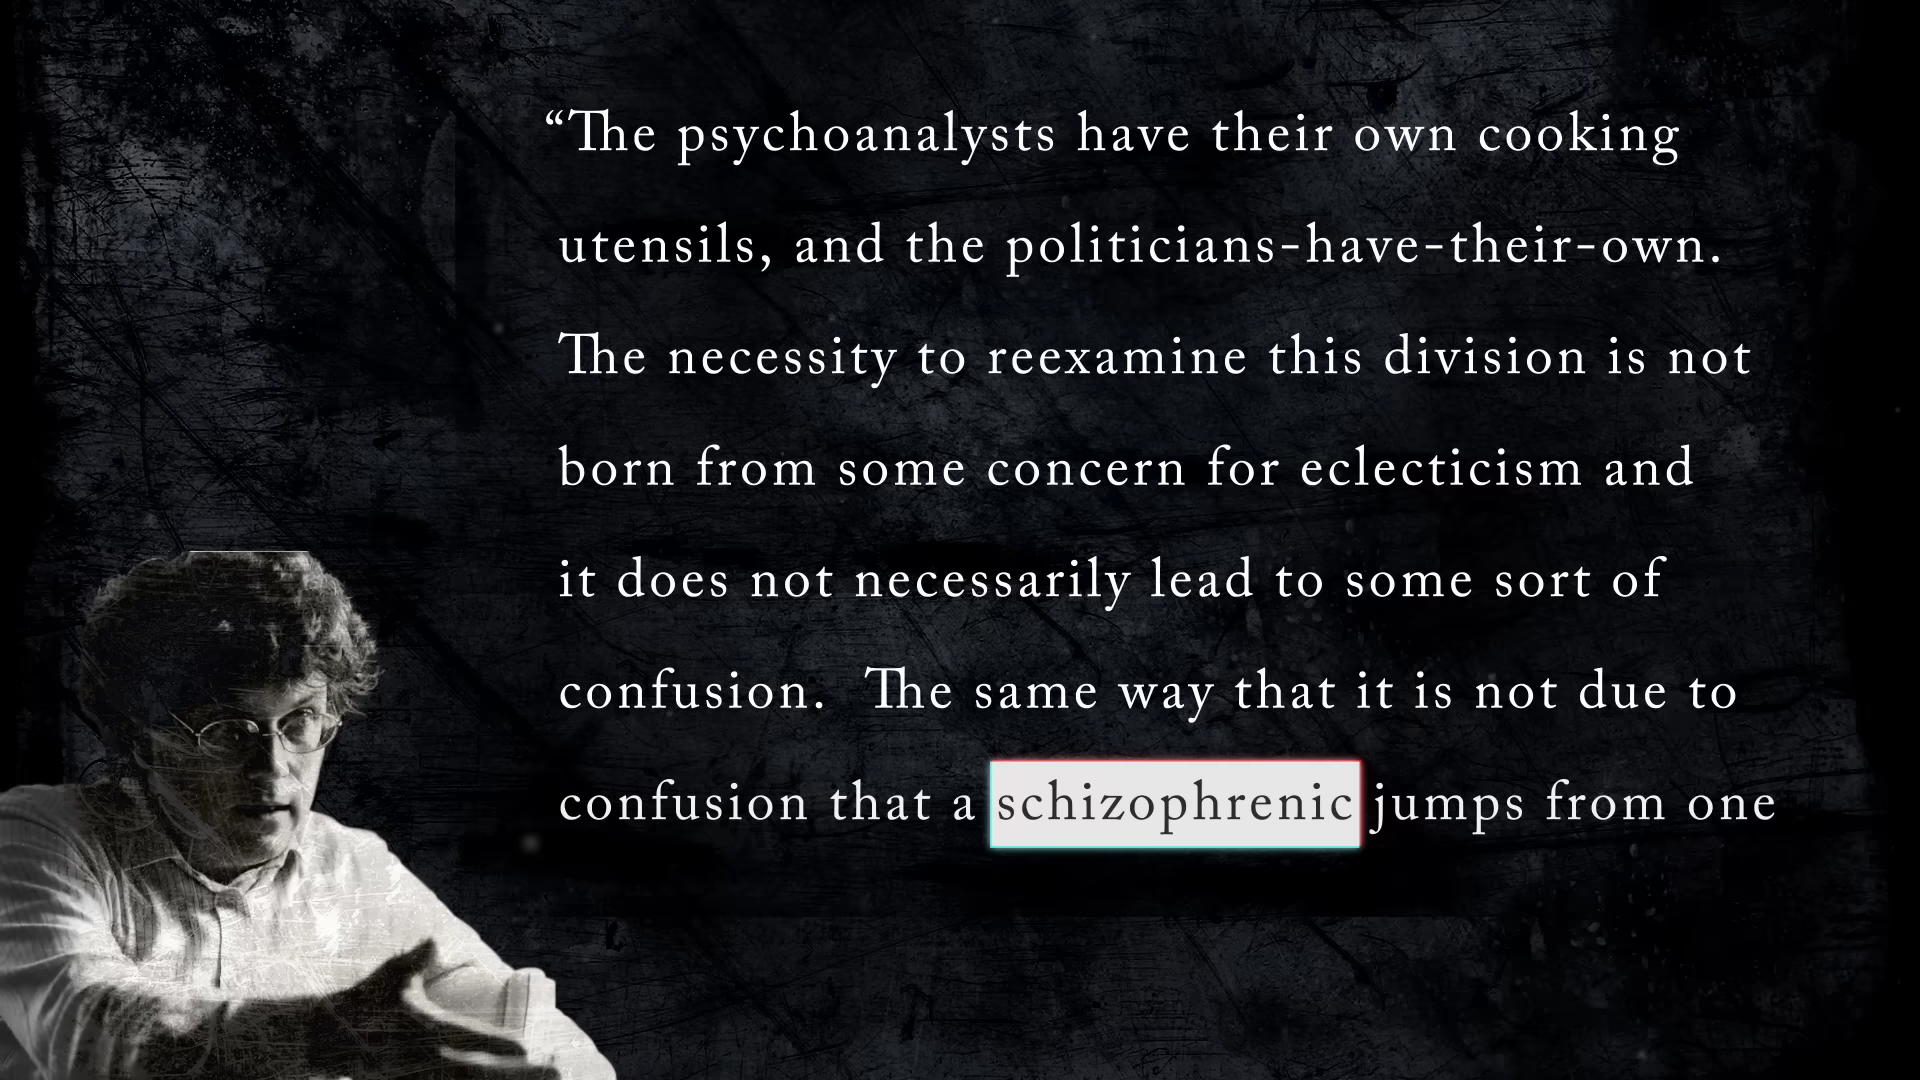 “The psychoanalysts have their own cooking
utensils, and the politicians-have-their-own.
The necessity to reexamine this division is not
born from some concern for eclecticism and
it does not necessarily lead to some sort of
confusion.  The same way that it is not due to
confusion that a schizophrenic jumps from one